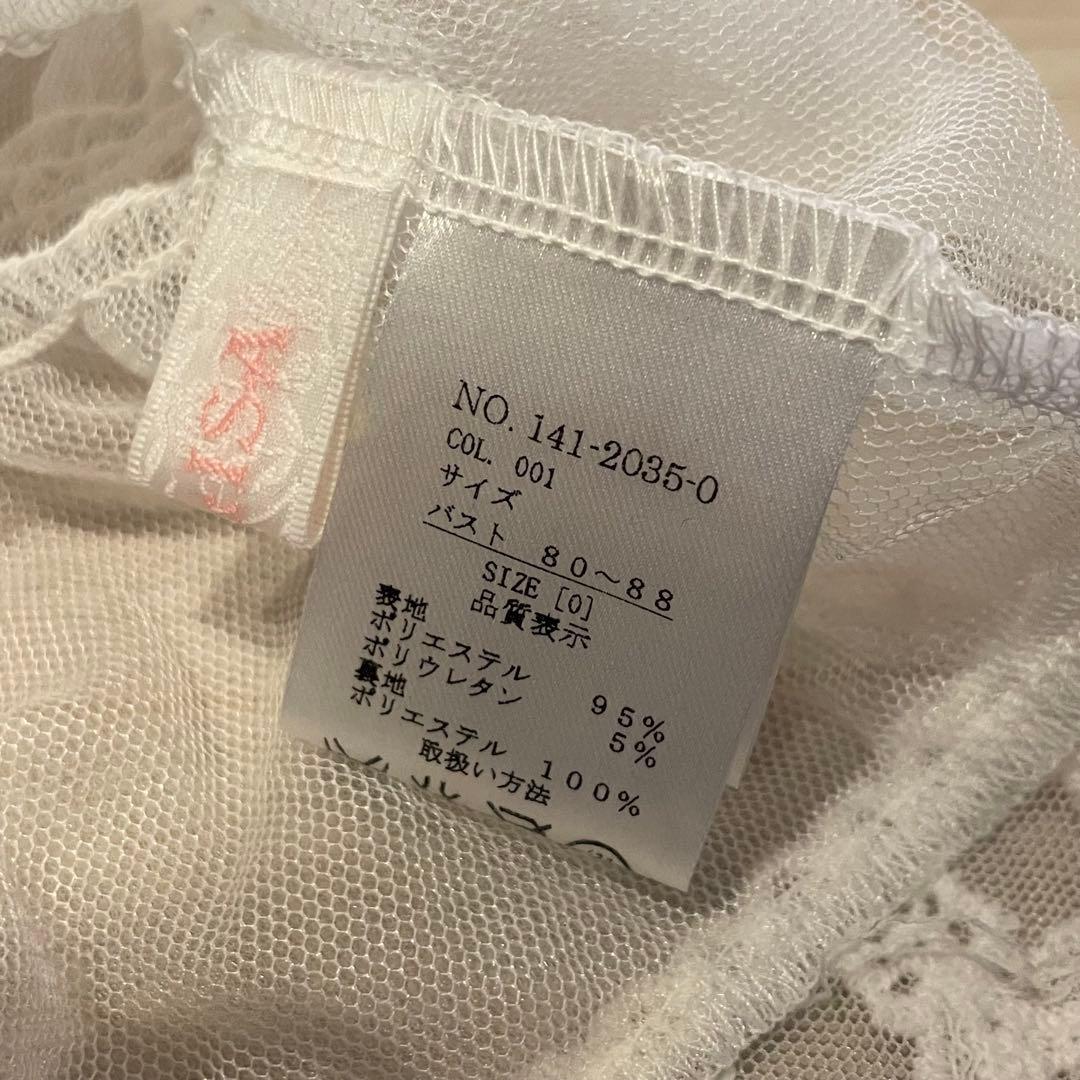 NO. 141-2035-0
COL. 001
サイズ
バスト 80〜88
SIZE [0]
品質表示
表地
ポリエステル 95%
ポリウレタン 5%
裏地
ポリエステル 100%
取扱い方法